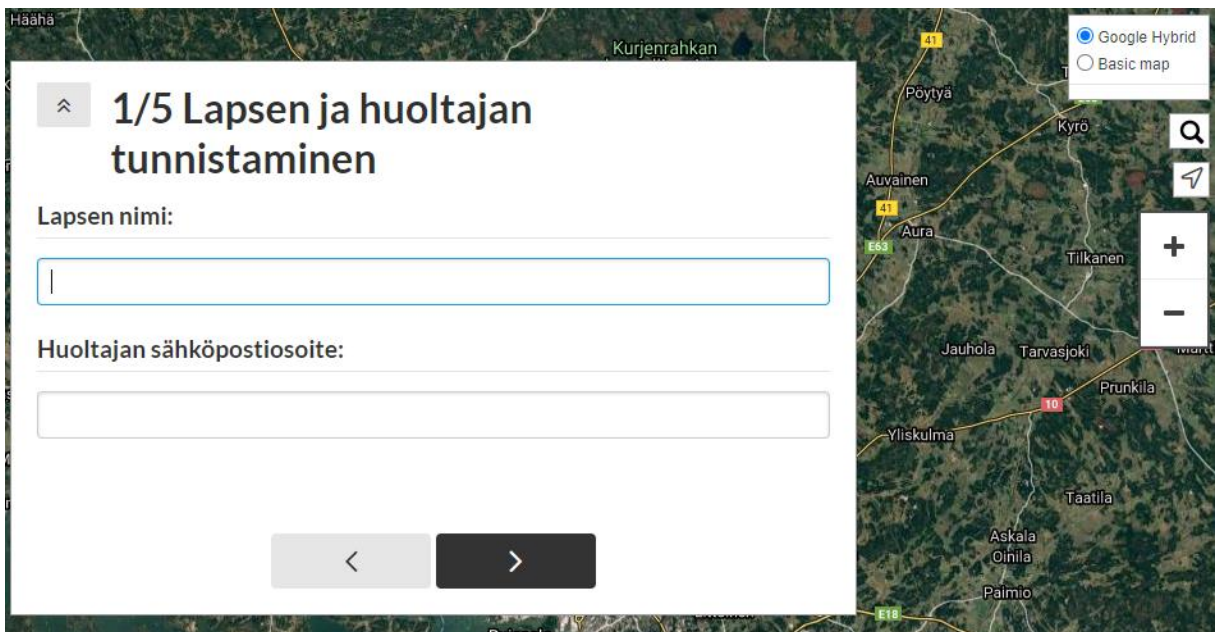 Häähä
Kurjenrahkan
41
Google Hybrid
Basic map
1/5 Lapsen ja huoltajan
tunnistaminen
Pöytyä
Kyrö
Auvainen
41
Lapsen nimi:
Aura
E63
Tilkanen
+
−
Huoltajan sähköpostiosoite:
Jauhola
Tarvasjoki
Prunkila
10
Yliskulma
Taatila
Askala
Oinila
Paimio
E18